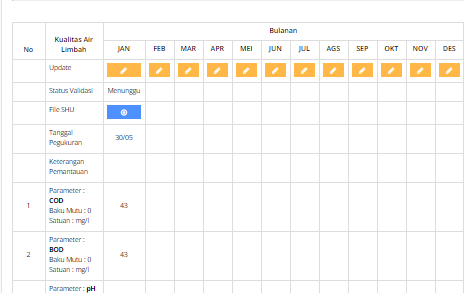 Bulanan
No
Kualitas Air
Limbah
JAN FEB MAR APR MEI JUN JUL AGS SEP OKT NOV DES
Update
Status Validasi Menunggu
File SHU
Tanggal
Pegukuran
30/05
Keterangan
Pemantauan
1
Parameter :
COD
Baku Mutu : 0
Satuan : mg/l
43
2
Parameter :
BOD
Baku Mutu : 0
Satuan : mg/l
43
Parameter : pH